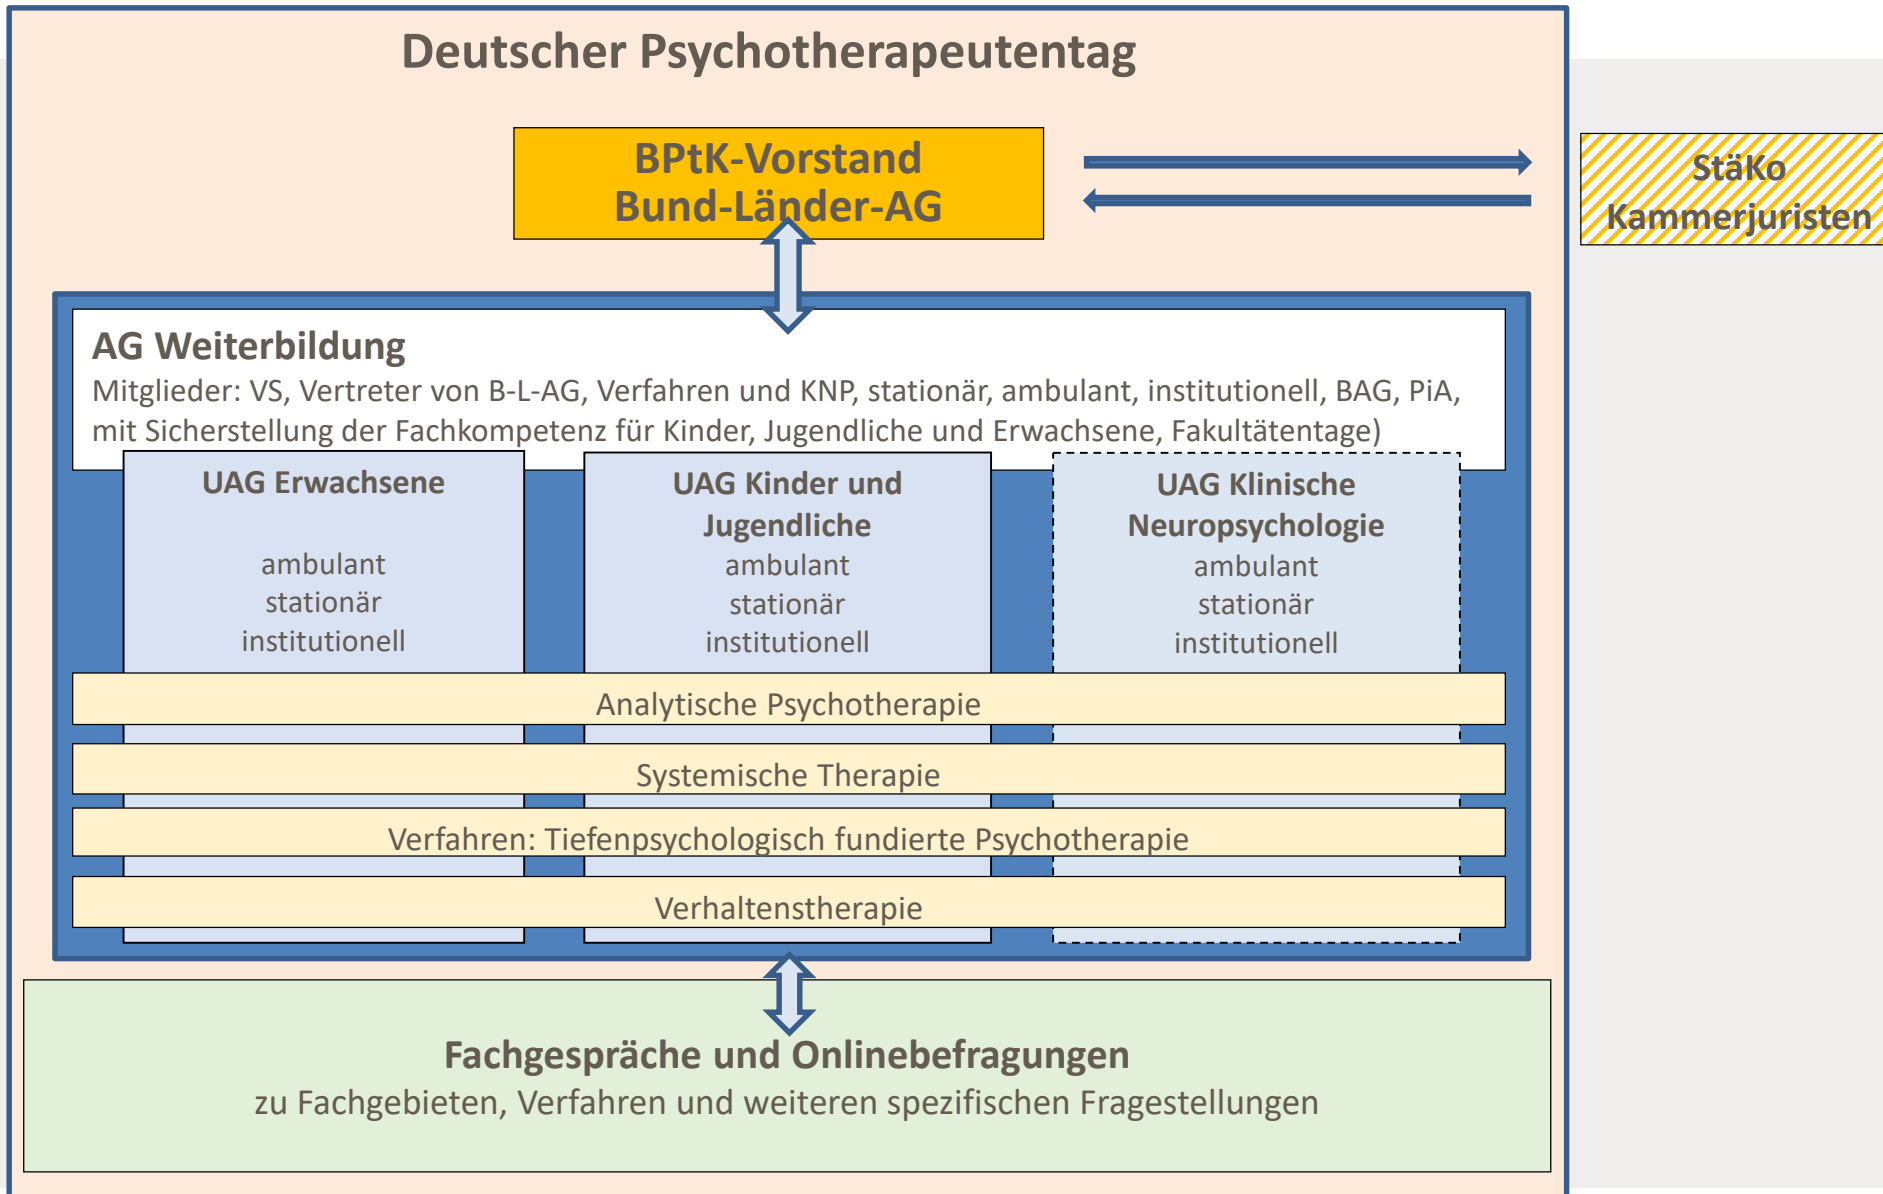 Deutscher Psychotherapeutentag
BPtK-Vorstand
Bund-Länder-AG
StäKo
Kammerjuristen
AG Weiterbildung
Mitglieder: VS, Vertreter von B-L-AG, Verfahren und KNP, stationär, ambulant, institutionell, BAG, PiA,
mit Sicherstellung der Fachkompetenz für Kinder, Jugendliche und Erwachsene, Fakultätentage)
UAG Erwachsene
ambulant
stationär
institutionell
UAG Kinder und
Jugendliche
ambulant
stationär
institutionell
UAG Klinische
Neuropsychologie
ambulant
stationär
institutionell
Analytische Psychotherapie
Systemische Therapie
Verfahren: Tiefenpsychologisch fundierte Psychotherapie
Verhaltenstherapie
Fachgespräche und Onlinebefragungen
zu Fachgebieten, Verfahren und weiteren spezifischen Fragestellungen